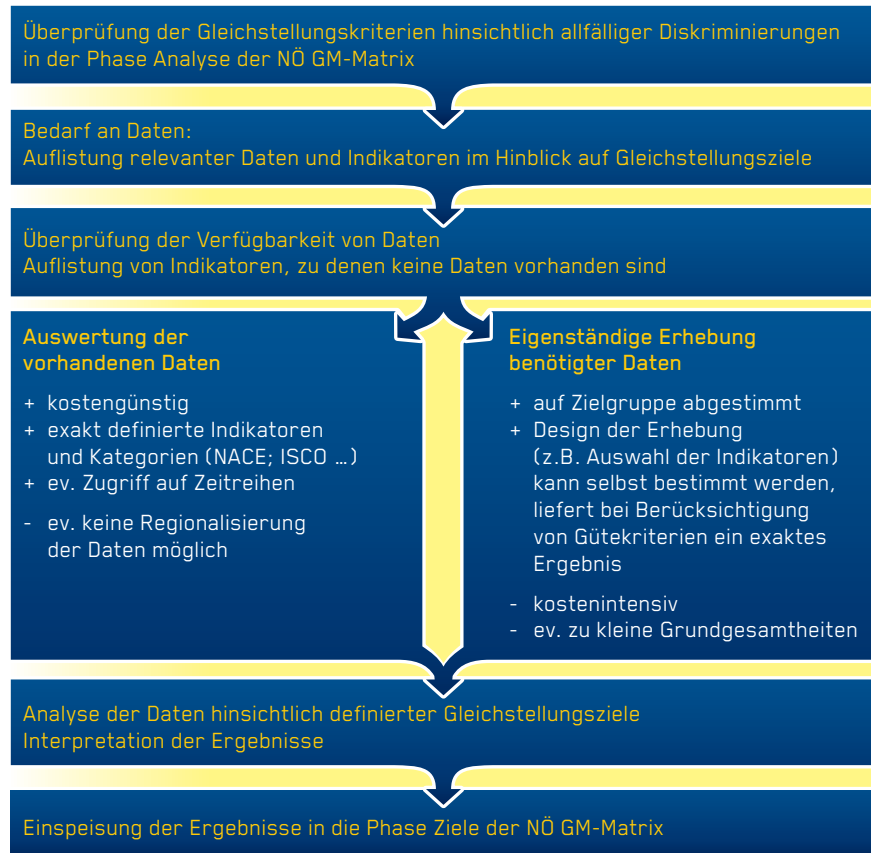 Überprüfung der Gleichstellungskriterien hinsichtlich allfälliger Diskriminierungen
in der Phase Analyse der NÖ GM-Matrix
Bedarf an Daten:
Auflistung relevanter Daten und Indikatoren im Hinblick auf Gleichstellungsziele
Überprüfung der Verfügbarkeit von Daten
Auflistung von Indikatoren, zu denen keine Daten vorhanden sind
Auswertung der
vorhandenen Daten
+ kostengünstig
+ exakt definierte Indikatoren
und Kategorien (NACE; ISCO …)
+ ev. Zugriff auf Zeitreihen
- ev. keine Regionalisierung
der Daten möglich
Eigenständige Erhebung
benötigter Daten
+ auf Zielgruppe abgestimmt
+ Design der Erhebung
(z.B. Auswahl der Indikatoren)
kann selbst bestimmt werden,
liefert bei Berücksichtigung
von Gütekriterien ein exaktes
Ergebnis
- kostenintensiv
- ev. zu kleine Grundgesamtheiten
Analyse der Daten hinsichtlich definierter Gleichstellungsziele
Interpretation der Ergebnisse
Einspeisung der Ergebnisse in die Phase Ziele der NÖ GM-Matrix